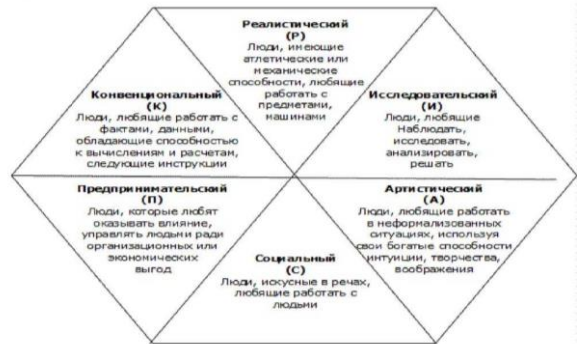 Реалистический
(Р)
Люди, имеющие
атлетические или
механические
способности, любящие
работать с
предметами,
машинами
Конвенциональный
(К)
Люди, любящие работать с
фактами, данными,
обладающие способностью
к вычислениям и расчетам,
следующие инструкции
Исследовательский
(И)
Люди, любящие
Наблюдать,
исследовать,
анализировать,
решать
Предпринимательский
(П)
Люди, которые любят
оказывать влияние,
управлять людьми ради
организационных или
экономических
выгод
Артистический
(А)
Люди, любящие работать
в неформализованных
ситуациях, используя
свои богатые способности
интуиции, творчества,
воображения
Социальный
(С)
Люди, искусные в речах,
любящие работать с
людьми